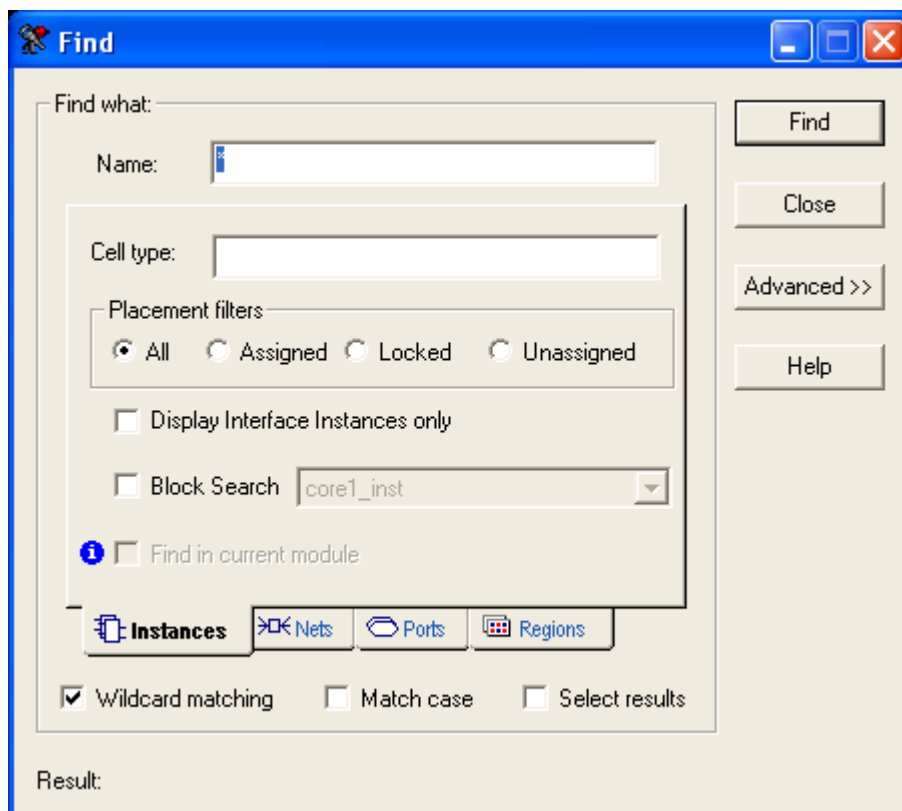 Find
Find what:
Find
Name: *
Close
Cell type:
Advanced >>
Placement filters
All Assigned Locked Unassigned
Help
Display Interface Instances only
Block Search core1_inst
Find in current module
Instances Nets Ports Regions
Wildcard matching Match case Select results
Result: